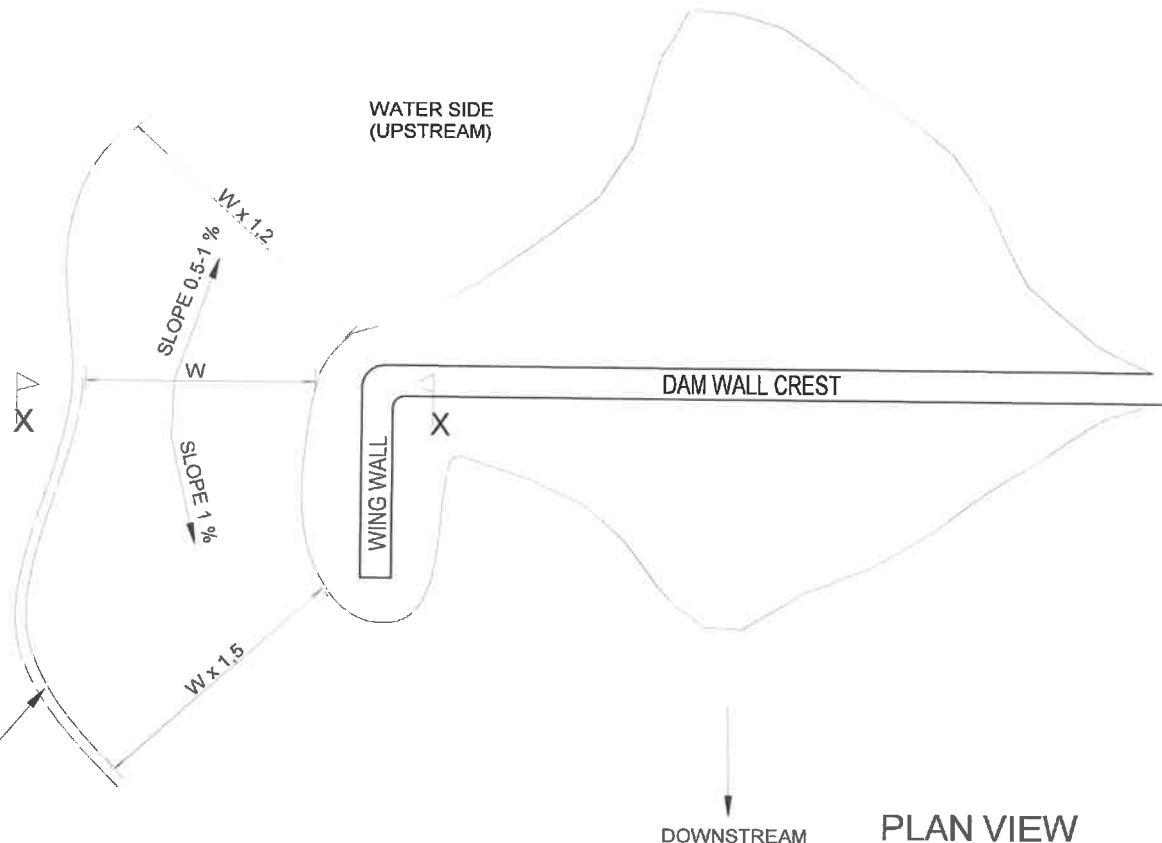 WATER SIDE
(UPSTREAM)
W x 1,2
SLOPE 0.5-1 %
W
X
DAM WALL CREST
X
SLOPE 1 %
WING WALL
W x 1,5
DOWNSTREAM
PLAN VIEW